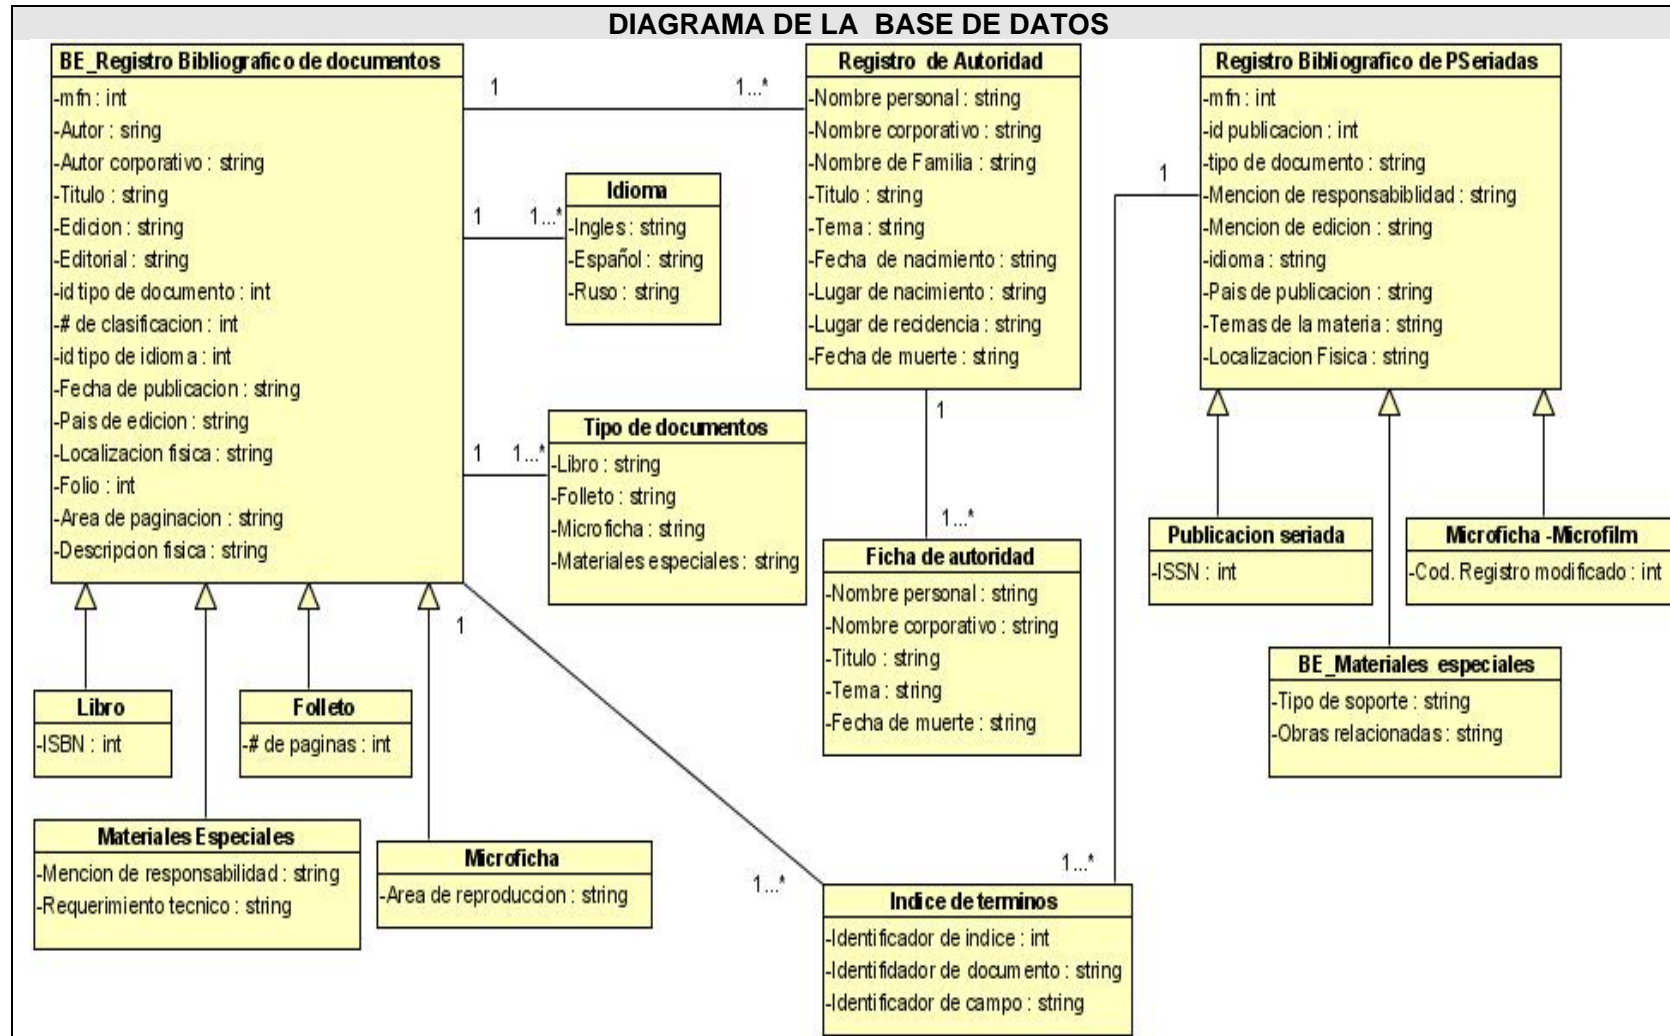 DIAGRAMA DE LA BASE DE DATOS
BE_Registro Bibliografico de documentos
-mfn : int
-Autor : sring
-Autor corporativo : string
-Titulo : string
-Edicion : string
-Editorial : string
-id tipo de documento : int
-# de clasificacion : int
-id tipo de idioma : int
-Fecha de publicacion : string
-Pais de edicion : string
-Localizacion fisica : string
-Folio : int
-Area de paginacion : string
-Descripcion fisica : string
1
1...*
1
1...*
Idioma
-Ingles : string
-Español : string
-Ruso : string
1
1...*
Tipo de documentos
-Libro : string
-Folleto : string
-Microficha : string
-Materiales especiales : string
Registro de Autoridad
-Nombre personal : string
-Nombre corporativo : string
-Nombre de Familia : string
-Titulo : string
-Tema : string
-Fecha de nacimiento : string
-Lugar de nacimiento : string
-Lugar de recidencia : string
-Fecha de muerte : string
1
1...*
Ficha de autoridad
-Nombre personal : string
-Nombre corporativo : string
-Titulo : string
-Tema : string
-Fecha de muerte : string
Registro Bibliografico de PSeriadas
-mfn : int
-id publicacion : int
-tipo de documento : string
-Mencion de responsabiblidad : string
-Mencion de edicion : string
-idioma : string
-Pais de publicacion : string
-Temas de la materia : string
-Localizacion Fisica : string
1
Publicacion seriada
-ISSN : int
Microficha -Microfilm
-Cod. Registro modificado : int
BE_Materiales especiales
-Tipo de soporte : string
-Obras relacionadas : string
1
Libro
-ISBN : int
Folleto
-# de paginas : int
Materiales Especiales
-Mencion de responsabilidad : string
-Requerimiento tecnico : string
Microficha
-Area de reproduccion : string
1...*
1...*
Indice de terminos
-Identificador de indice : int
-Identifidador de documento : string
-Identificador de campo : string